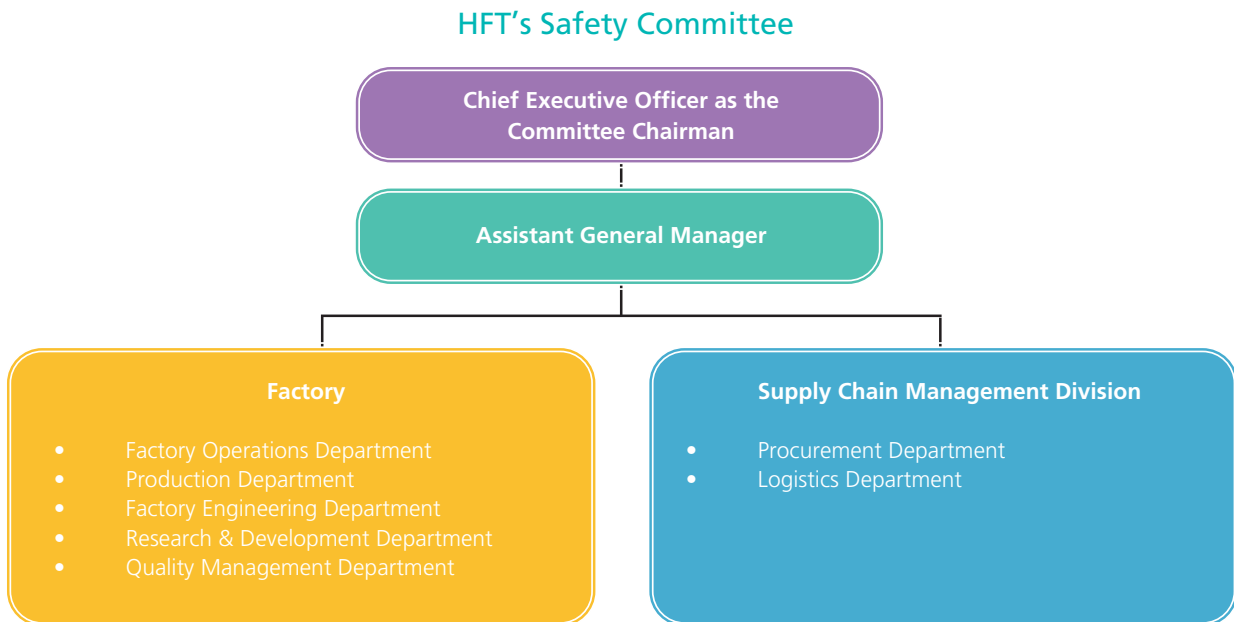 HFT’s Safety Committee
Chief Executive Officer as the
Committee Chairman
Assistant General Manager
Factory
• Factory Operations Department
• Production Department
• Factory Engineering Department
• Research & Development Department
• Quality Management Department
Supply Chain Management Division
• Procurement Department
• Logistics Department